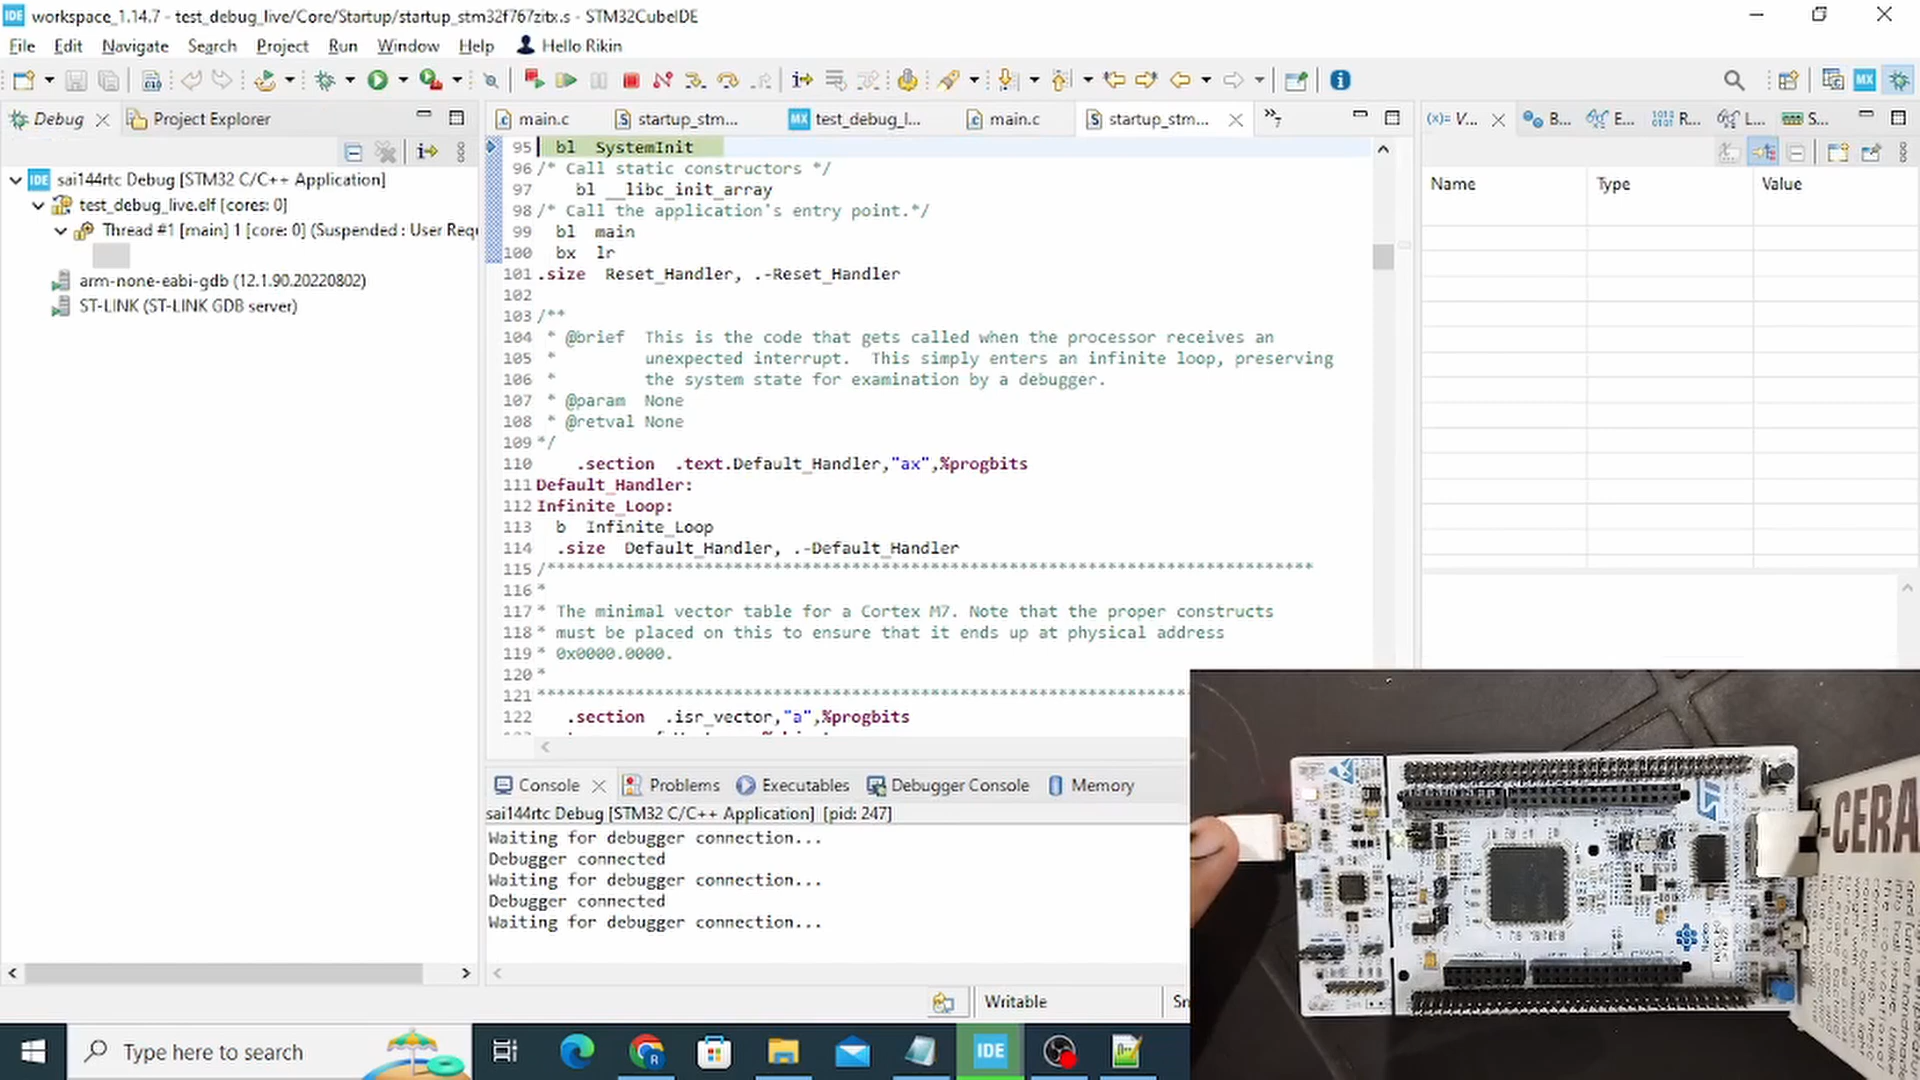 IDE workspace_1.14.7 - test_debug_live/Core/Startup/startup_stm32f767zitx.s - STM32CubeIDE
File Edit Navigate Search Project Run Window Help Hello Rikin
Debug Project Explorer
main.c startup_stm... MX test_debug_l... main.c startup_stm... »7
(x)= V... B... E... 1010 0101 R... L... S...
sai144rtc Debug [STM32 C/C++ Application]
test_debug_live.elf [cores: 0]
Thread #1 [main] 1 [core: 0] (Suspended : User Requ
arm-none-eabi-gdb (12.1.90.20220802)
ST-LINK (ST-LINK GDB server)
95 bl SystemInit
96 /* Call static constructors */
97 bl __libc_init_array
98 /* Call the application's entry point.*/
99 bl main
100 bx lr
101 .size Reset_Handler, .-Reset_Handler
102
103 /**
104 * @brief This is the code that gets called when the processor receives an
105 * unexpected interrupt. This simply enters an infinite loop, preserving
106 * the system state for examination by a debugger.
107 * @param None
108 * @retval None
109 */
110 .section .text.Default_Handler,"ax",%progbits
111 Default_Handler:
112 Infinite_Loop:
113 b Infinite_Loop
114 .size Default_Handler, .-Default_Handler
115 /******************************************************************************
116 *
117 * The minimal vector table for a Cortex M7. Note that the proper constructs
118 * must be placed on this to ensure that it ends up at physical address
119 * 0x0000.0000.
120 *
121 *******************************************************************
122 .section .isr_vector,"a",%progbits
Name Type Value
Console Problems Executables Debugger Console Memory
sai144rtc Debug [STM32 C/C++ Application] [pid: 247]
Waiting for debugger connection...
Debugger connected
Waiting for debugger connection...
Debugger connected
Waiting for debugger connection...
Writable
Type here to search
IDE
-CERA